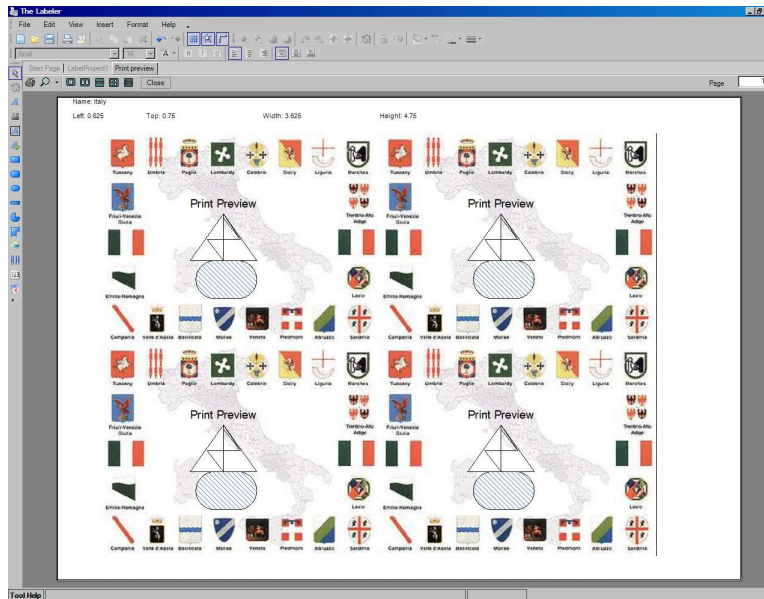 The Labeler
File Edit View Insert Format Help
Arial 16
Start Page LabelProject1 Print preview
Close Page 1
Name: Italy
Left: 0.625 Top: 0.75 Width: 3.625 Height: 4.75
Tuscany Umbria Puglia Lombardy Calabria Sicily Liguria Marches Tuscany Umbria Puglia Lombardy Calabria Sicily Liguria Marches
Print Preview Print Preview
Friuli-Venezia Giulia Trentino-Alto Adige Friuli-Venezia Giulia Trentino-Alto Adige
Emilia-Romagna Lazio Emilia-Romagna Lazio
Campania Valle d'Aosta Basilicata Molise Veneto Piedmont Abruzzo Sardinia Campania Valle d'Aosta Basilicata Molise Veneto Piedmont Abruzzo Sardinia
Tuscany Umbria Puglia Lombardy Calabria Sicily Liguria Marches Tuscany Umbria Puglia Lombardy Calabria Sicily Liguria Marches
Print Preview Print Preview
Friuli-Venezia Giulia Trentino-Alto Adige Friuli-Venezia Giulia Trentino-Alto Adige
Emilia-Romagna Lazio Emilia-Romagna Lazio
Campania Valle d'Aosta Basilicata Molise Veneto Piedmont Abruzzo Sardinia Campania Valle d'Aosta Basilicata Molise Veneto Piedmont Abruzzo Sardinia
Tool Help